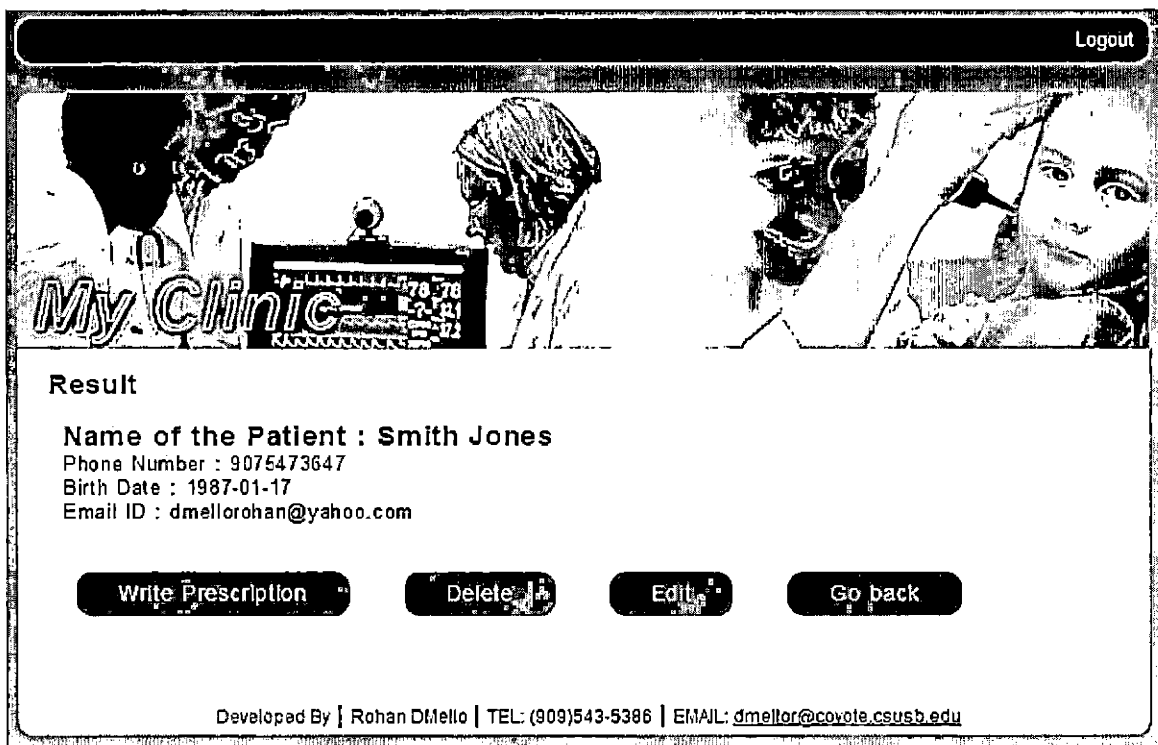 Logout
My Clinic
Result
Name of the Patient : Smith Jones
Phone Number : 9075473647
Birth Date : 1987-01-17
Email ID : dmellorohan@yahoo.com
Write Prescription Delete Edit Go back
Developed By | Rohan DMello | TEL: (909)543-5386 | EMAIL: dmellor@coyote.csusb.edu